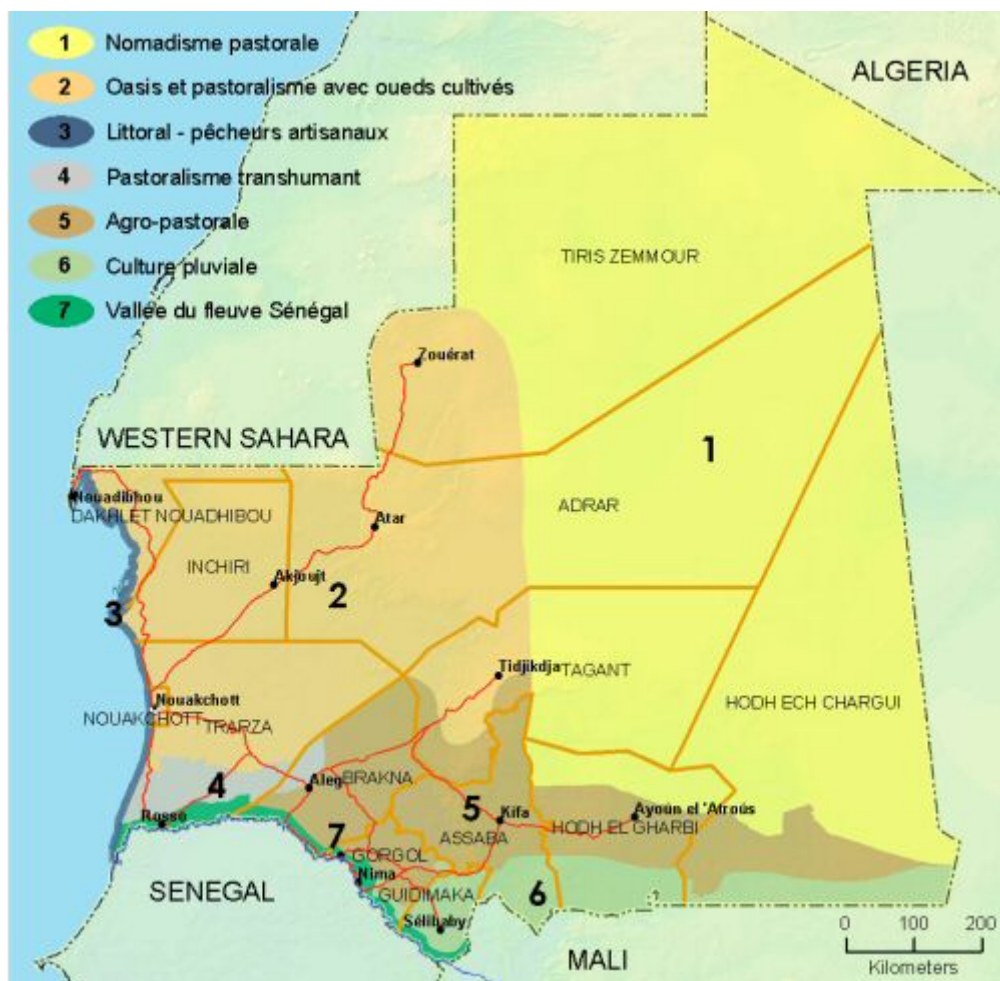 1 Nomadisme pastorale
2 Oasis et pastoralisme avec oueds cultivés
3 Littoral - pêcheurs artisanaux
4 Pastoralisme transhumant
5 Agro-pastorale
6 Culture pluviale
7 Vallée du fleuve Sénégal
ALGERIA
TIRIS ZEMMOUR
Zouérat
WESTERN SAHARA
1
Nouadibhou
DAKHLET NOUADHIBOU
ADRAR
Atar
INCHIRI
Akjoujt
2
3
Tidjikdja
TAGANT
Nouakchott
NOUAKCHOTT
TRARZA
HODH ECH CHARGUI
4
Aleg
BRAKNA
5
Kifa
Ayoûn el 'Atroûs
Rosso
ASSABA
HODH EL GHARBI
7
GORGOL
Nima
GUIDIMAKA
6
SENEGAL
Sélibaby
MALI
0 100 200
Kilometers